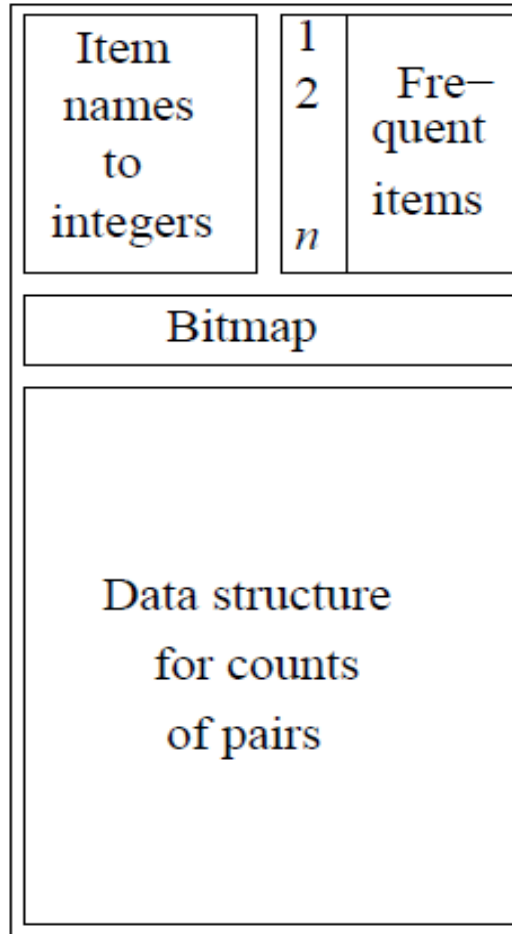 Item
names
to
integers
1
2
n
Fre–
quent
items
Bitmap
Data structure
for counts
of pairs